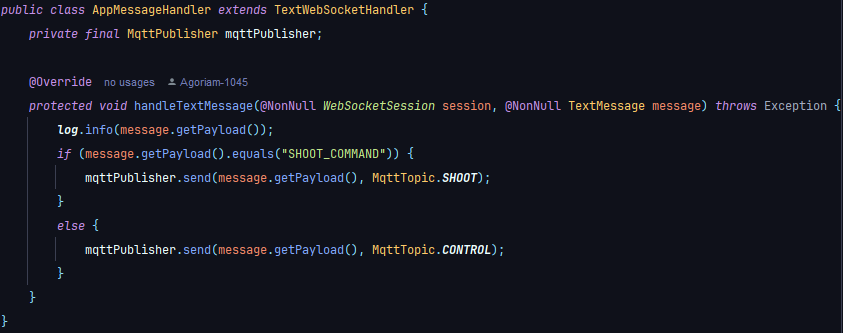 public class AppMessageHandler extends TextWebSocketHandler {
    private final MqttPublisher mqttPublisher;

    @Override no usages Agoriam-1045
    protected void handleTextMessage(@NonNull WebSocketSession session, @NonNull TextMessage message) throws Exception {
        log.info(message.getPayload());
        if (message.getPayload().equals("SHOOT_COMMAND")) {
            mqttPublisher.send(message.getPayload(), MqttTopic.SHOOT);
        }
        else {
            mqttPublisher.send(message.getPayload(), MqttTopic.CONTROL);
        }
    }
}